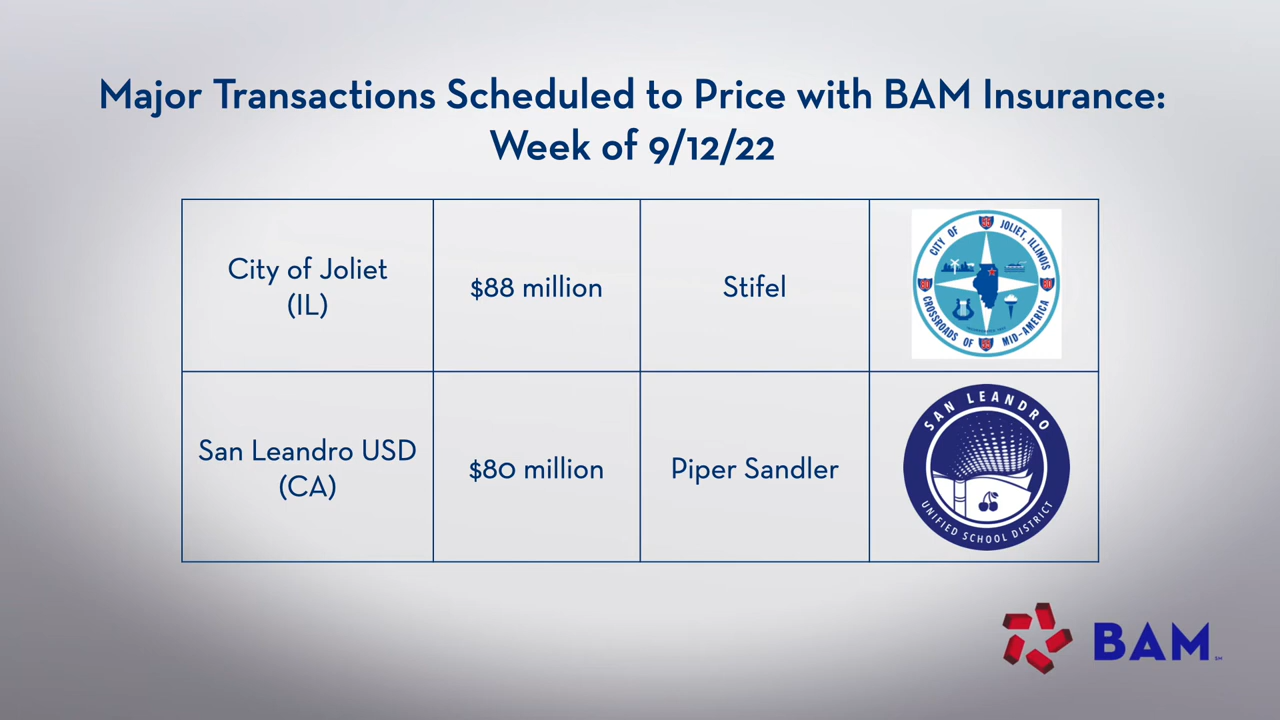 Major Transactions Scheduled to Price with BAM Insurance:
Week of 9/12/22
City of Joliet
(IL)
$88 million
Stifel
CITY OF JOLIET, ILLINOIS
CROSSROADS OF MID-AMERICA
San Leandro USD
(CA)
$80 million
Piper Sandler
SAN LEANDRO
UNIFIED SCHOOL DISTRICT
BAM